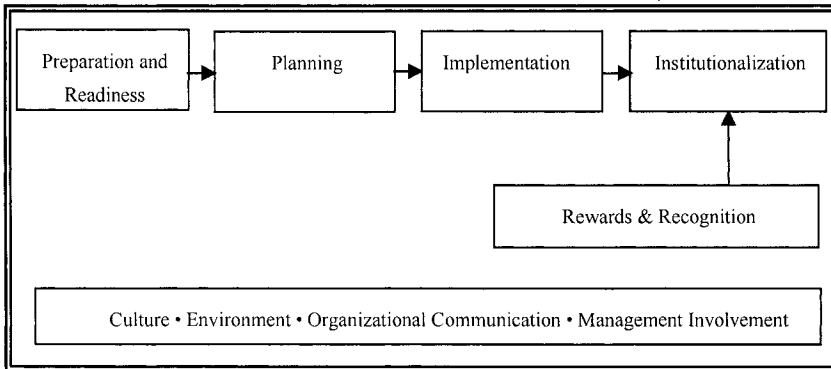 Preparation and
Readiness
Planning
Implementation
Institutionalization
Rewards & Recognition
Culture • Environment • Organizational Communication • Management Involvement